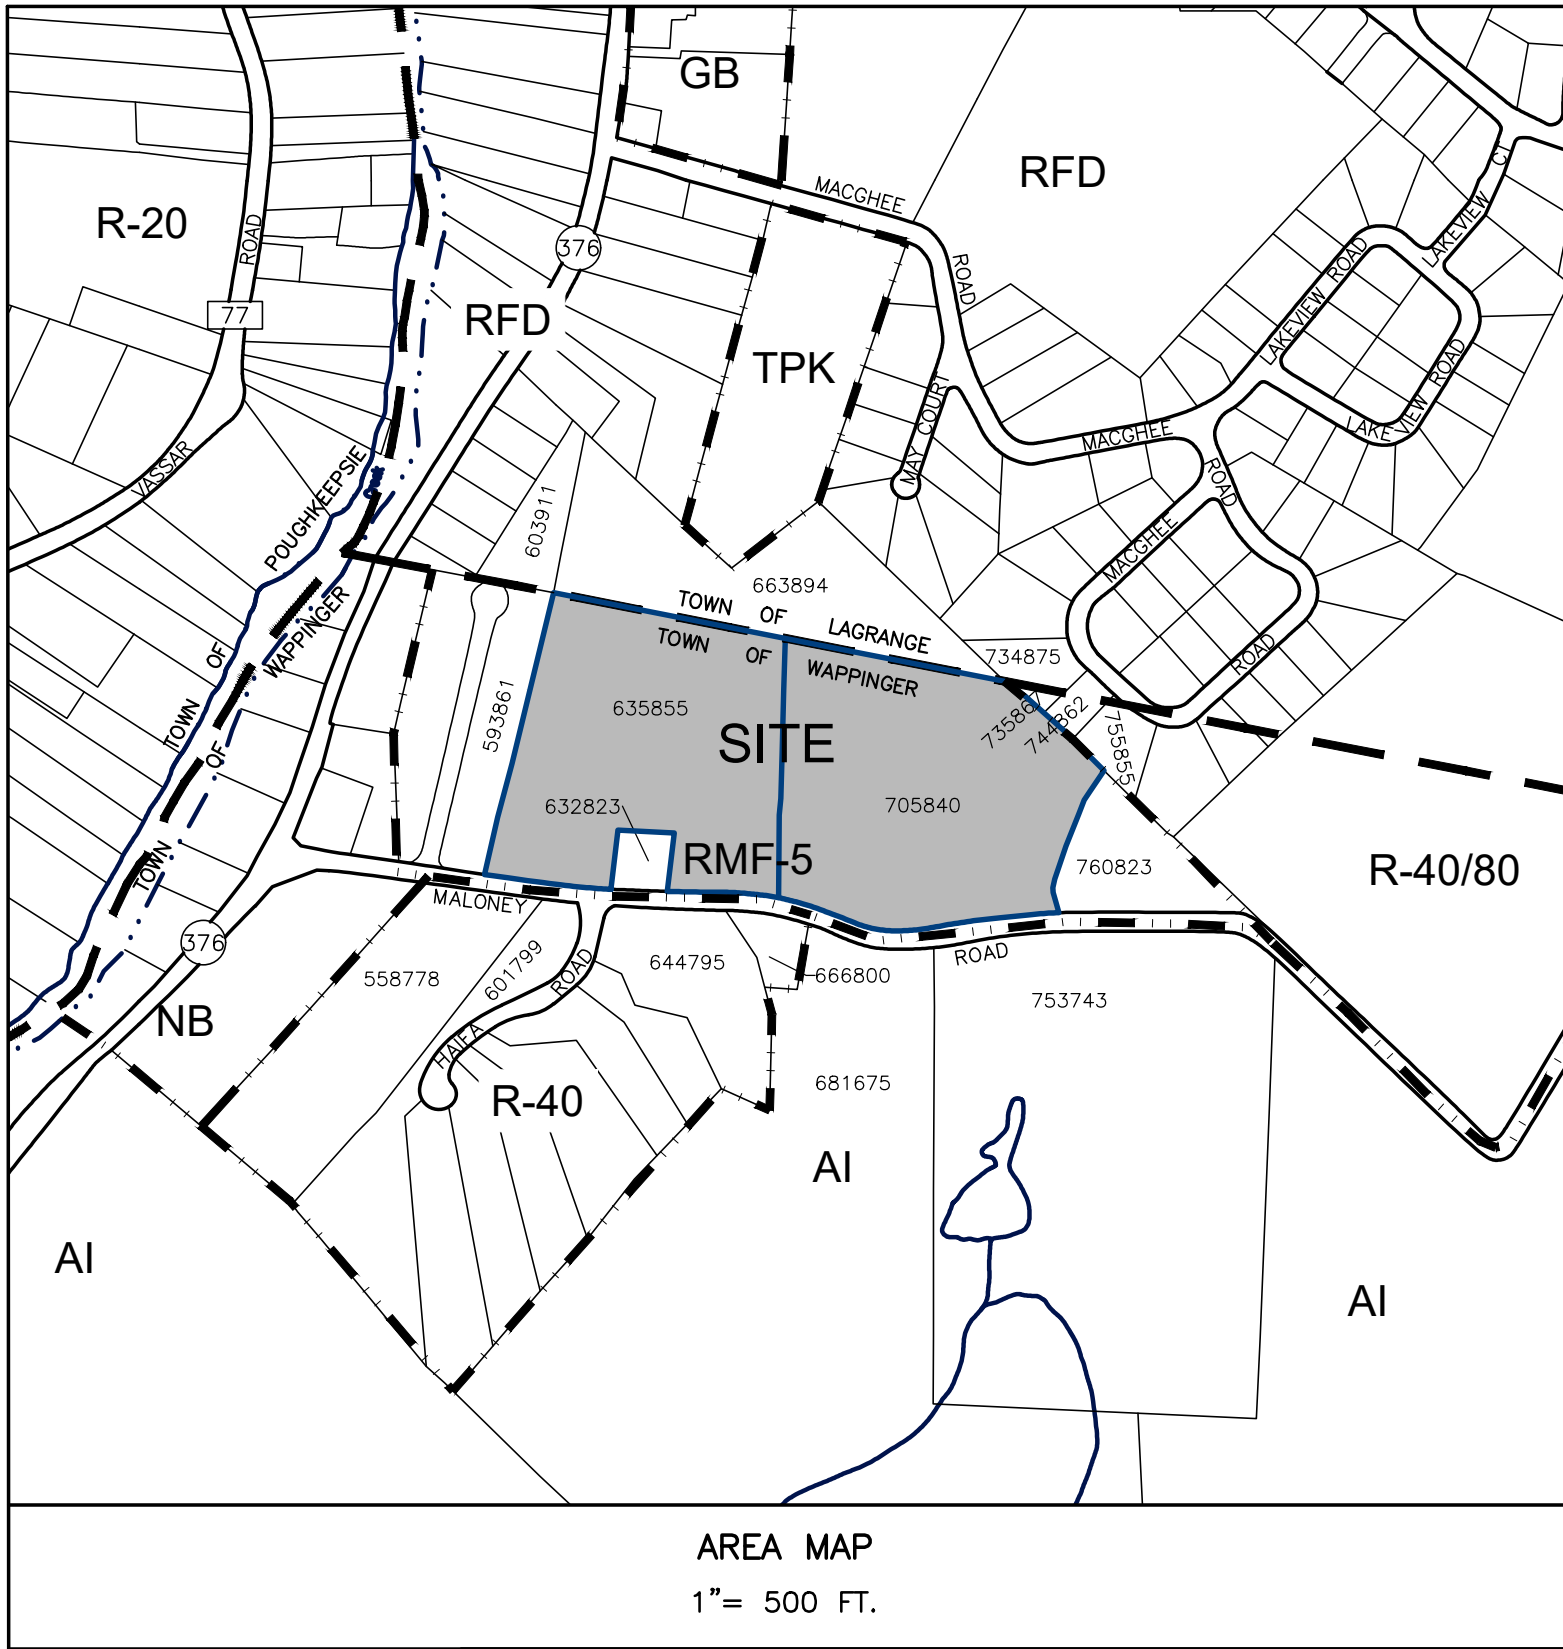 GB
RFD
R-20
MACGHEE
ROAD
LAKEVIEW
CT
LAKEVIEW ROAD
LAKE
VIEW ROAD
376
ROAD
77
RFD
TPK
MAY COURT
MACGHEE
ROAD
MACGHEE
ROAD
VASSAR
POUGHKEEPSIE
OF
TOWN
WAPPINGER
OF
TOWN
603911
663894
TOWN OF LAGRANGE
TOWN OF WAPPINGER
734875
593861
635855
SITE
744862
755855
632823
705840
RMF-5
760823
R-40/80
MALONEY
ROAD
376
558778
601799
ROAD
HAIFA
644795
666800
753743
NB
R-40
681675
AI
AI
AI
AREA MAP
1"= 500 FT.